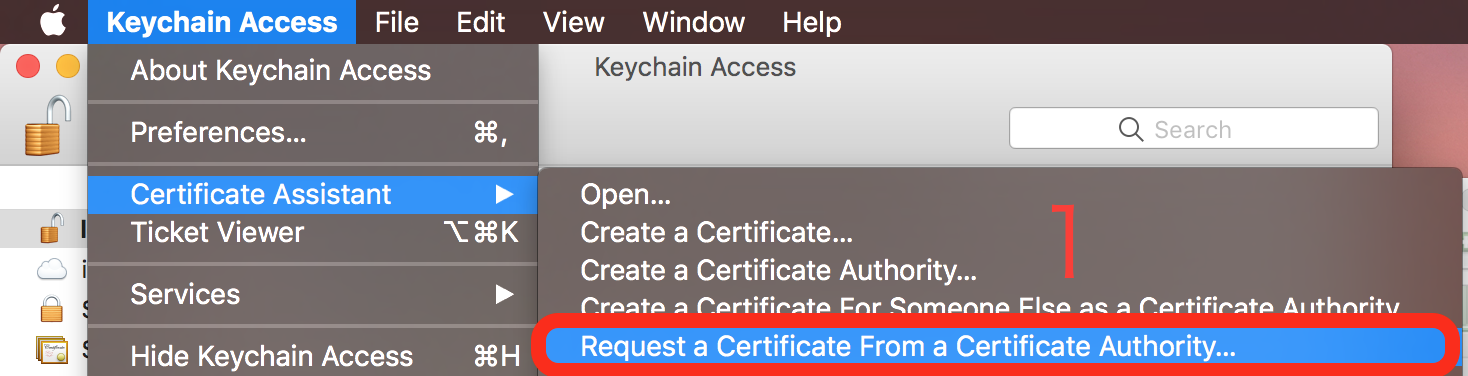 Keychain Access File Edit View Window Help
About Keychain Access
Keychain Access
Preferences... ⌘,
Search
Certificate Assistant ▶
Open...
Ticket Viewer ⌥⌘K
Create a Certificate...
1
Create a Certificate Authority...
Services ▶
Create a Certificate For Someone Else as a Certificate Authority
Hide Keychain Access ⌘H
Request a Certificate From a Certificate Authority...